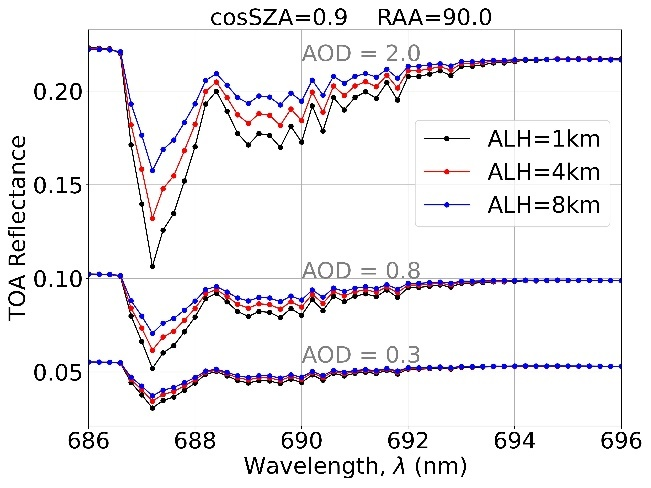 cosSZA=0.9 RAA=90.0
AOD = 2.0
0.20
ALH=1km
ALH=4km
ALH=8km
0.15
TOA Reflectance
AOD = 0.8
0.10
AOD = 0.3
0.05
686 688 690 692 694 696
Wavelength, λ (nm)